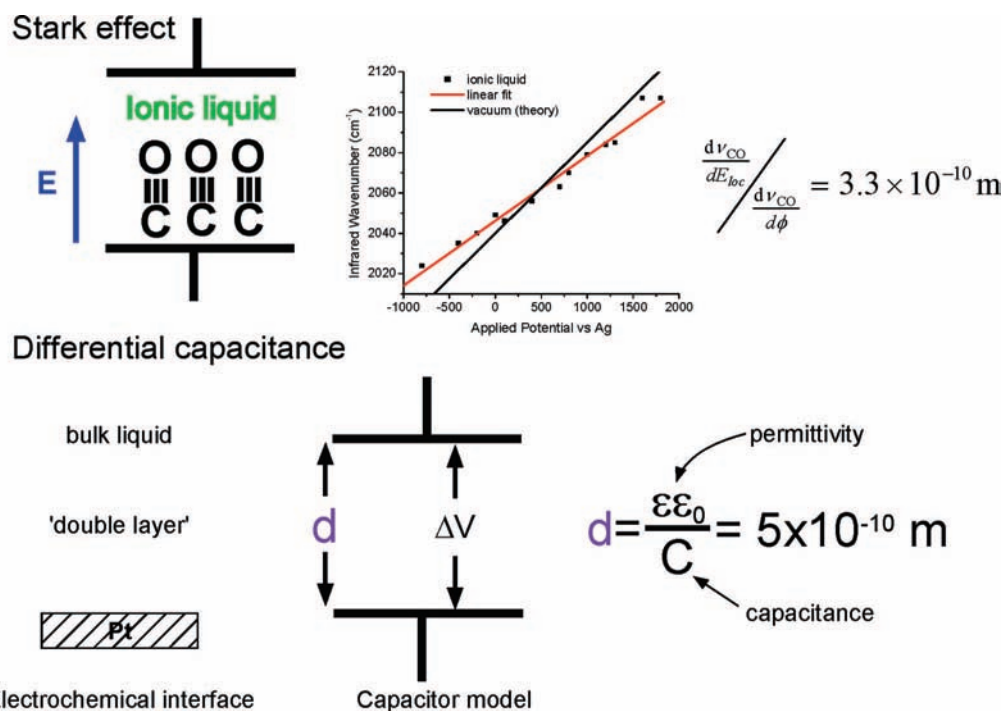 Stark effect
Ionic liquid
E
O O O
C C C
Infrared Wavenumber (cm⁻¹)
2120
2100
2080
2060
2040
2020
ionic liquid
linear fit
vacuum (theory)
-1000 -500 0 500 1000 1500 2000
Applied Potential vs Ag
dν_CO/dE_loc / dν_CO/dϕ = 3.3 × 10⁻¹⁰ m
Differential capacitance
bulk liquid
'double layer'
Pt
lectrochemical interface
d
ΔV
Capacitor model
permittivity
d= εε₀/C = 5x10⁻¹⁰ m
capacitance